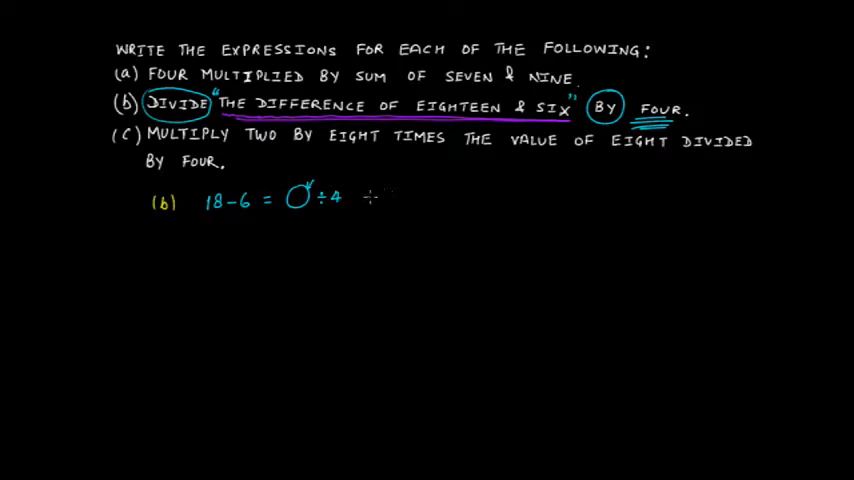 WRITE THE EXPRESSIONS FOR EACH OF THE FOLLOWING:
(a) FOUR MULTIPLIED BY SUM OF SEVEN & NINE.
(b) DIVIDE "THE DIFFERENCE OF EIGHTEEN & SIX" BY FOUR.
(C) MULTIPLY TWO BY EIGHT TIMES THE VALUE OF EIGHT DIVIDED
BY FOUR.
(b) 18-6 = ÷4